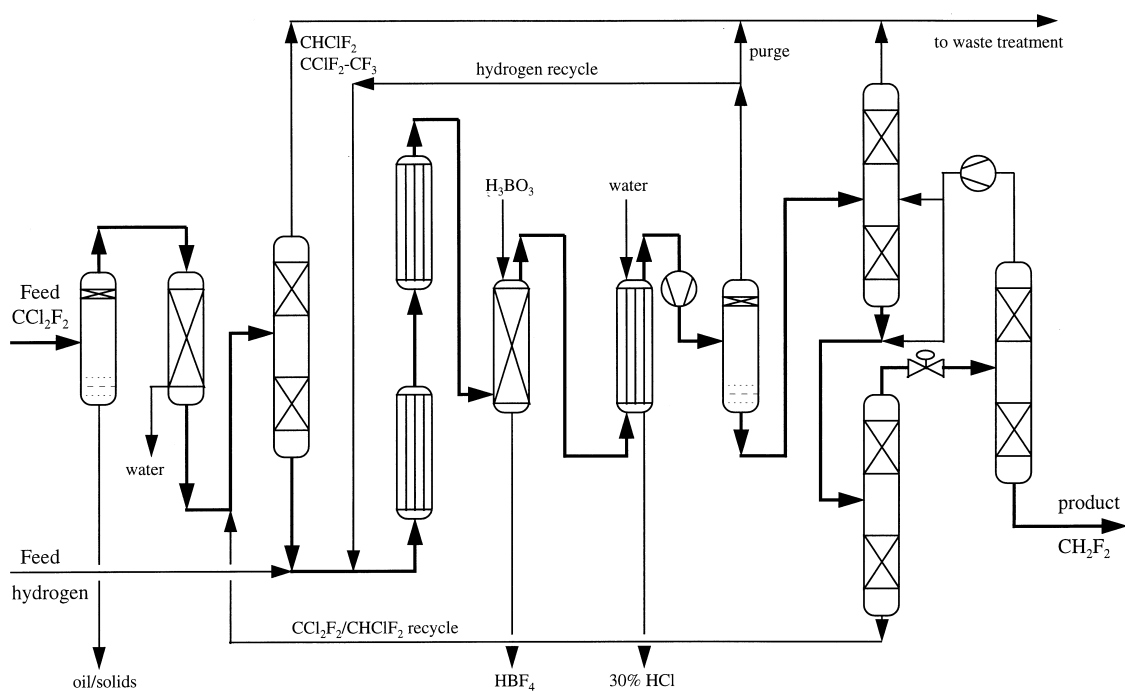 CHClF₂
CClF₂-CF₃
hydrogen recycle
purge
to waste treatment
H₃BO₃
water
Feed
CCl₂F₂
water
Feed
hydrogen
product
CH₂F₂
CCl₂F₂/CHClF₂ recycle
oil/solids
HBF₄
30% HCl